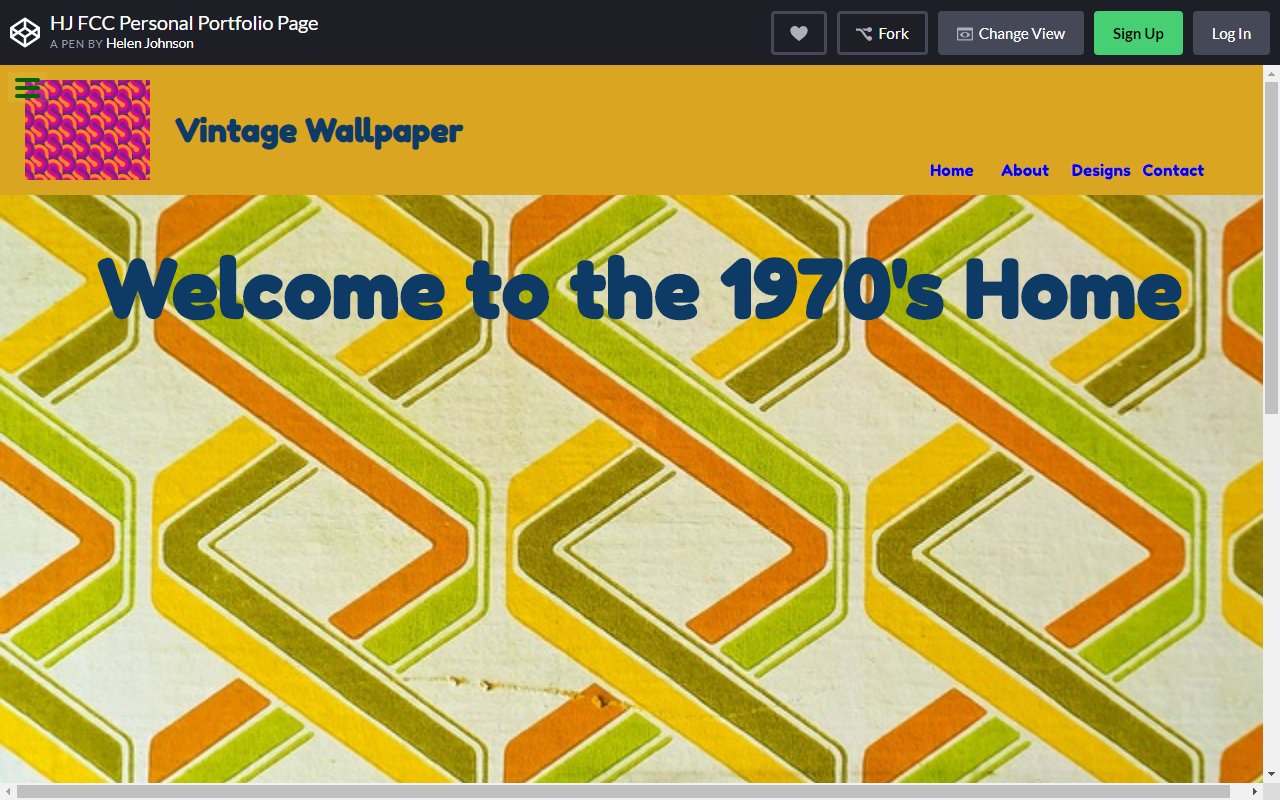 HJ FCC Personal Portfolio Page
A PEN BY Helen Johnson
Fork
Change View
Sign Up
Log In
Vintage Wallpaper
Home
About
Designs
Contact
Welcome to the 1970's Home